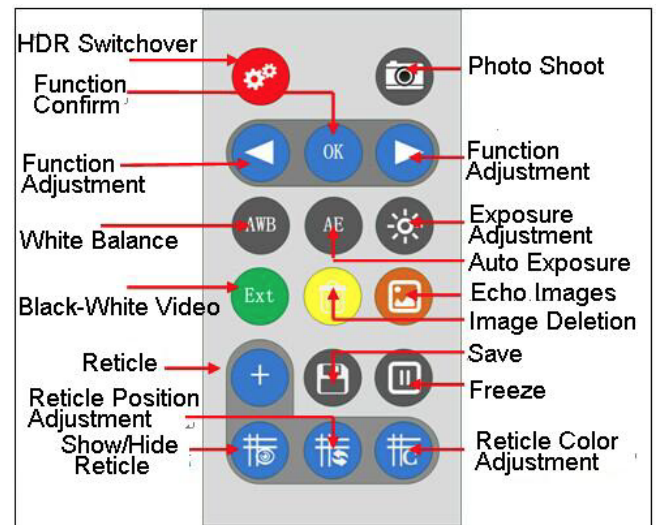 HDR Switchover
Photo Shoot
Function
Confirm
OK
Function
Adjustment
Function
Adjustment
AWB
AE
White Balance
Exposure
Adjustment
Auto Exposure
Ext
Black-White Video
Echo Images
Image Deletion
Reticle
+
Save
Freeze
Reticle Position
Adjustment
Show/Hide
Reticle
C
Reticle Color
Adjustment